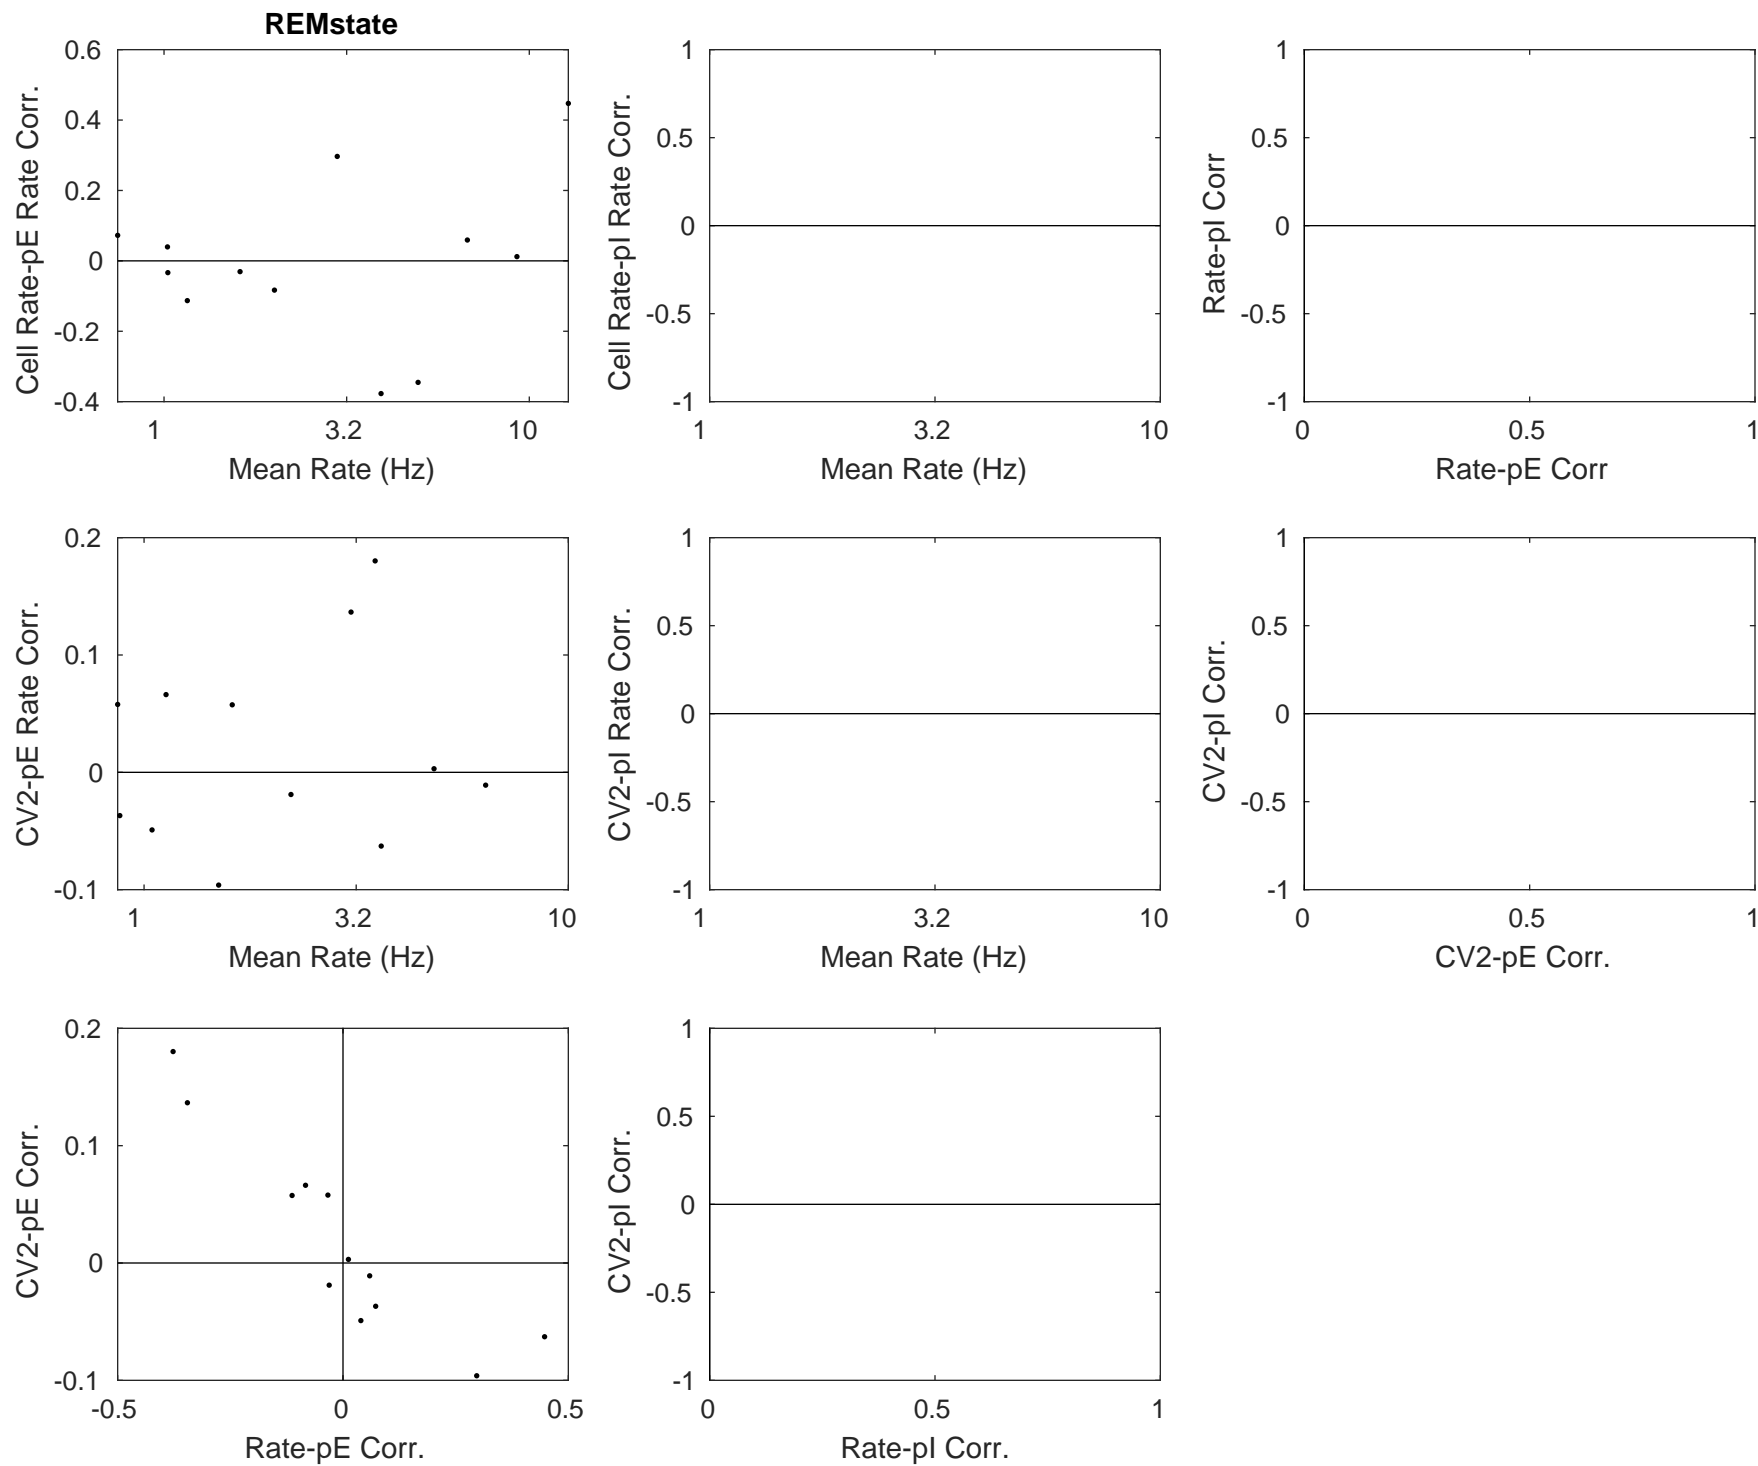 REMstate
0.6
0.4
0.2
0
-0.2
-0.4
Cell Rate-pE Rate Corr.
1 3.2 10
Mean Rate (Hz)
1
0.5
0
-0.5
-1
Cell Rate-pI Rate Corr.
1 3.2 10
Mean Rate (Hz)
1
0.5
0
-0.5
-1
Rate-pI Corr
0 0.5 1
Rate-pE Corr
0.2
0.1
0
-0.1
CV2-pE Rate Corr.
1 3.2 10
Mean Rate (Hz)
1
0.5
0
-0.5
-1
CV2-pI Rate Corr.
1 3.2 10
Mean Rate (Hz)
1
0.5
0
-0.5
-1
CV2-pI Corr.
0 0.5 1
CV2-pE Corr.
0.2
0.1
0
-0.1
CV2-pE Corr.
-0.5 0 0.5
Rate-pE Corr.
1
0.5
0
-0.5
-1
CV2-pI Corr.
0 0.5 1
Rate-pI Corr.